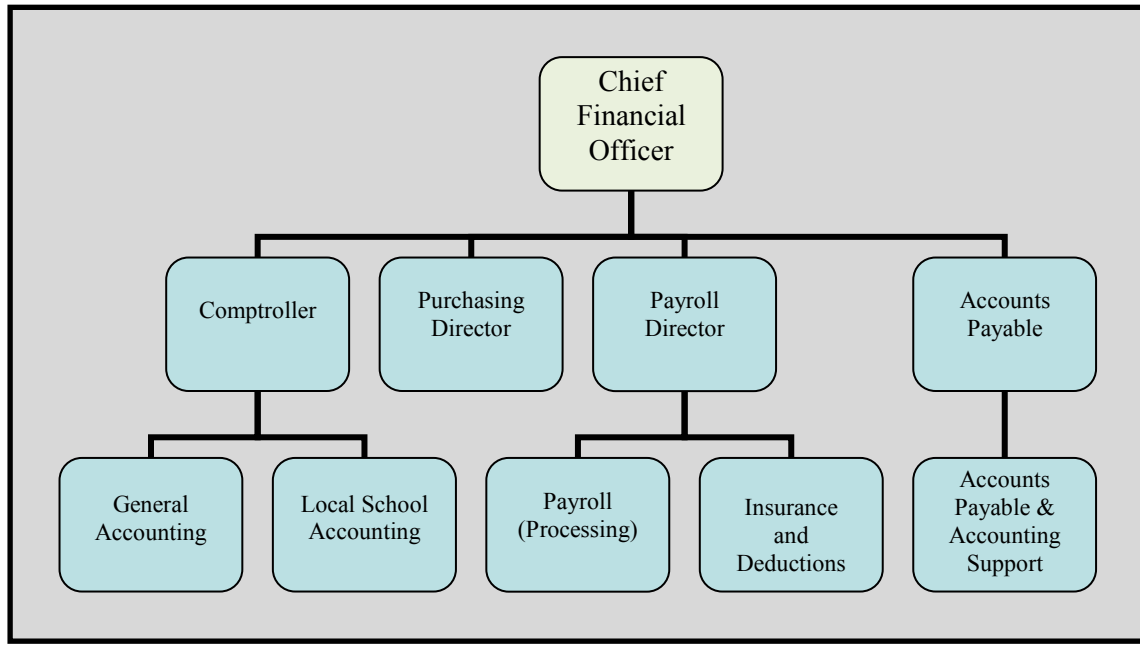 Chief
Financial
Officer
Comptroller
Purchasing
Director
Payroll
Director
Accounts
Payable
General
Accounting
Local School
Accounting
Payroll
(Processing)
Insurance
and
Deductions
Accounts
Payable &
Accounting
Support